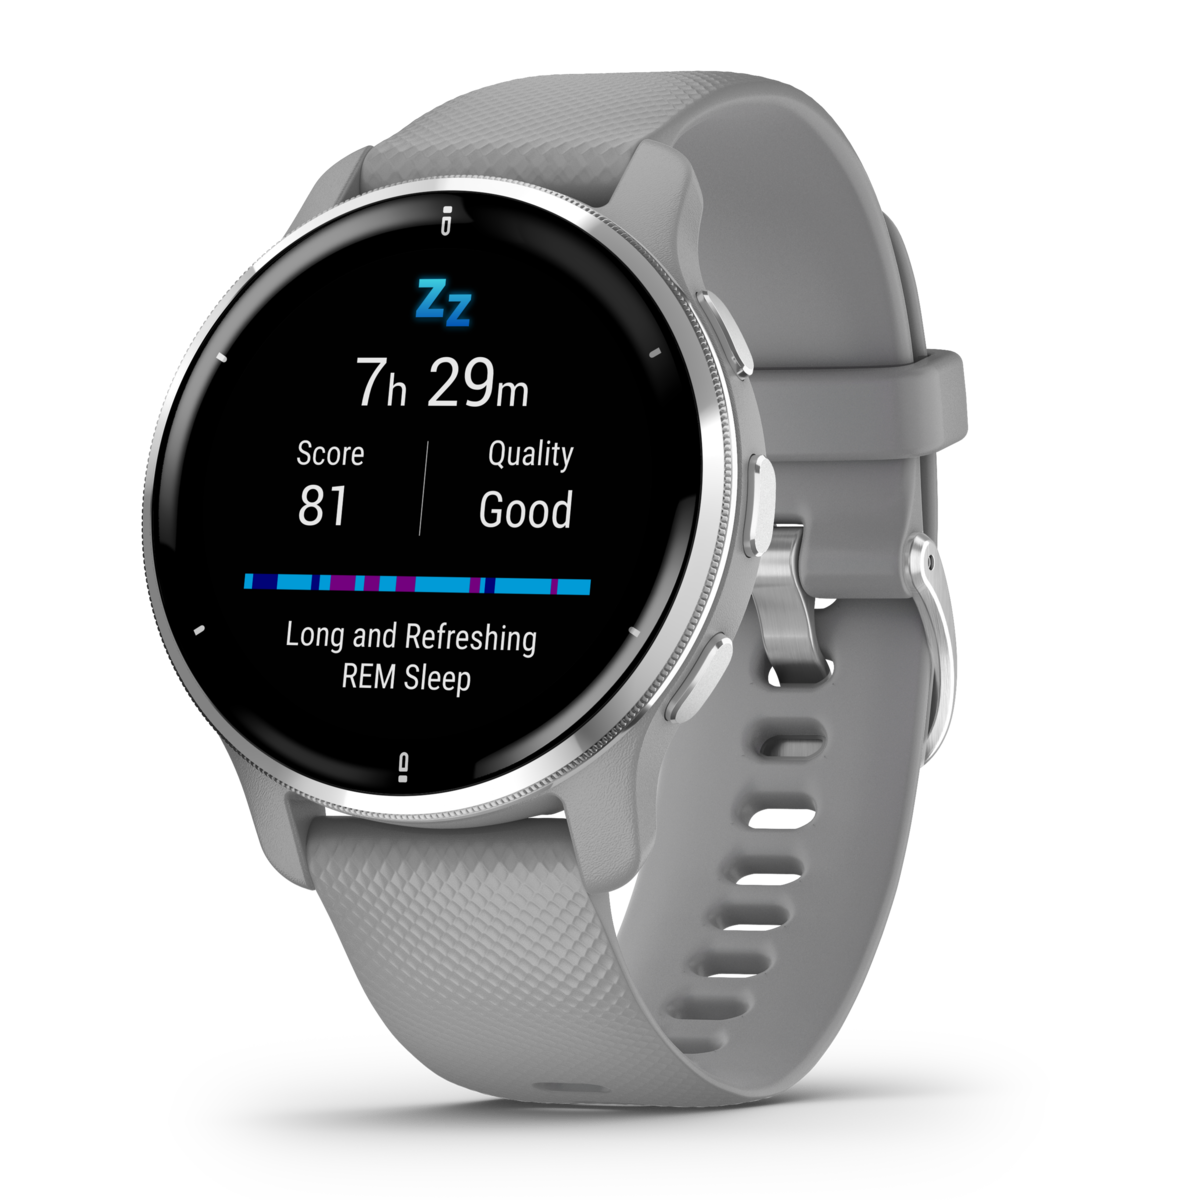 Zz
7h 29m
Score
Quality
81
Good
Long and Refreshing
REM Sleep